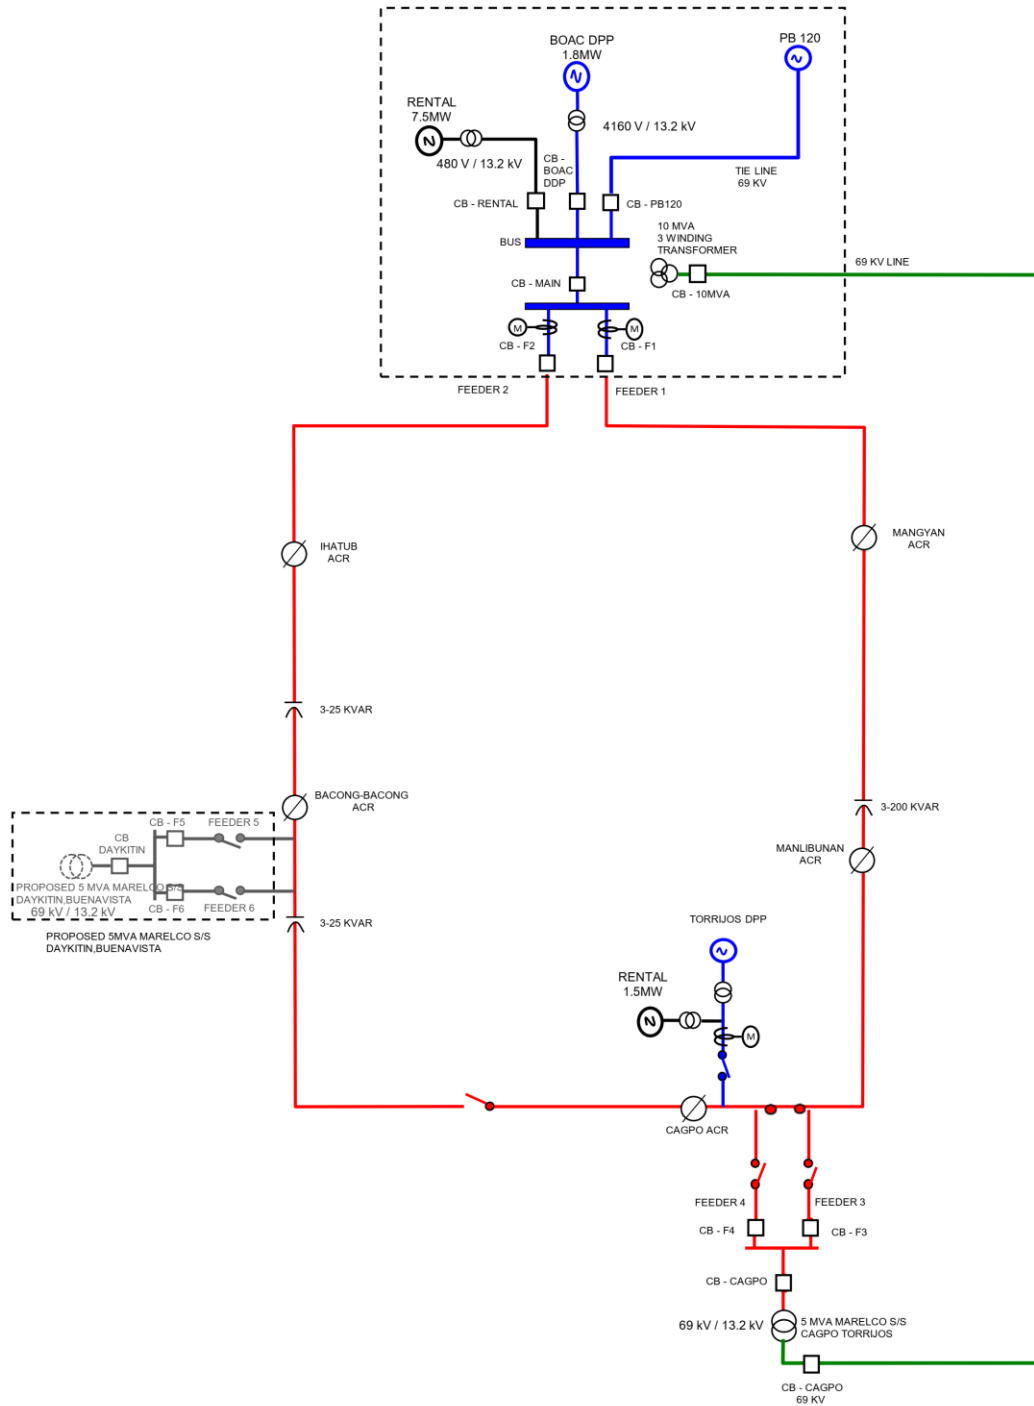 BOAC DPP
1.8MW
PB 120
RENTAL
7.5MW
4160 V / 13.2 kV
480 V / 13.2 kV
CB -
BOAC
DDP
TIE LINE
69 KV
CB - RENTAL
CB - PB120
10 MVA
3 WINDING
TRANSFORMER
BUS
69 KV LINE
CB - MAIN
CB - 10MVA
M
M
CB - F2
CB - F1
FEEDER 2
FEEDER 1
IHATUB
ACR
MANGYAN
ACR
3-25 KVAR
BACONG-BACONG
ACR
3-200 KVAR
CB - F5
FEEDER 5
CB
DAYKITIN
MANLIBUNAN
ACR
PROPOSED 5 MVA MARELCO S/S
DAYKITIN,BUENAVISTA
69 kV / 13.2 kV
CB - F6
FEEDER 6
3-25 KVAR
PROPOSED 5MVA MARELCO S/S
DAYKITIN,BUENAVISTA
TORRIJOS DPP
RENTAL
1.5MW
M
CAGPO ACR
FEEDER 4
FEEDER 3
CB - F4
CB - F3
CB - CAGPO
69 kV / 13.2 kV
5 MVA MARELCO S/S
CAGPO TORRIJOS
CB - CAGPO
69 KV